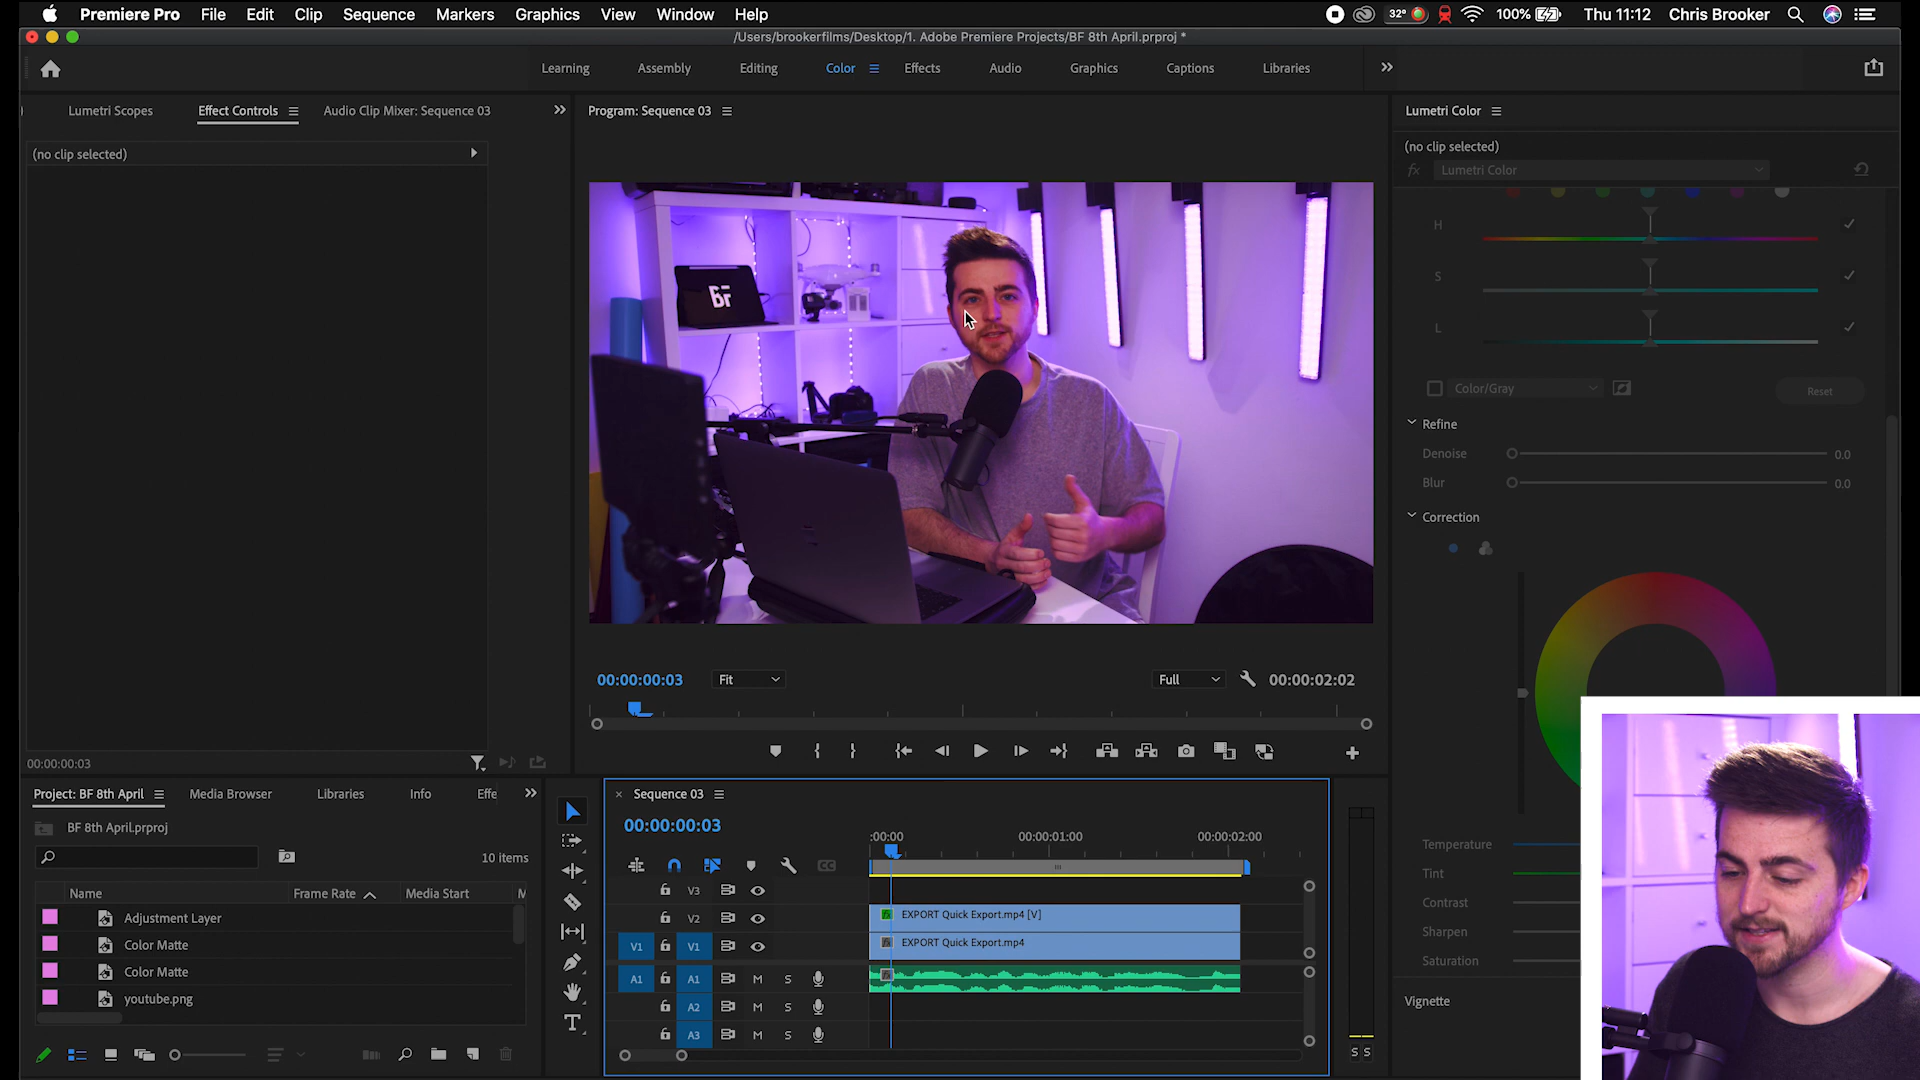 Premiere Pro File Edit Clip Sequence Markers Graphics View Window Help 32° 100% Thu 11:12 Chris Brooker
/Users/brookerfilms/Desktop/1. Adobe Premiere Projects/BF 8th April.prproj *
Learning Assembly Editing Color Effects Audio Graphics Captions Libraries
Lumetri Scopes Effect Controls Audio Clip Mixer: Sequence 03
Program: Sequence 03
Lumetri Color
(no clip selected)
(no clip selected)
fx Lumetri Color
H
S
L
BF
Color/Gray Reset
Refine
Denoise 0.0
Blur 0.0
Correction
00:00:00:03 Fit Full 00:00:02:02
00:00:00:03
Project: BF 8th April Media Browser Libraries Info Effe
BF 8th April.prproj
10 items
Name Frame Rate Media Start M
Adjustment Layer
Color Matte
Color Matte
youtube.png
Sequence 03
00:00:00:03
:00:00 00:00:01:00 00:00:02:00
V3
V2 fx EXPORT Quick Export.mp4 [V]
V1 V1 fx EXPORT Quick Export.mp4
A1 A1 M S fx
A2 M S
A3 M S
S S
Temperature
Tint
Contrast
Sharpen
Saturation
Vignette